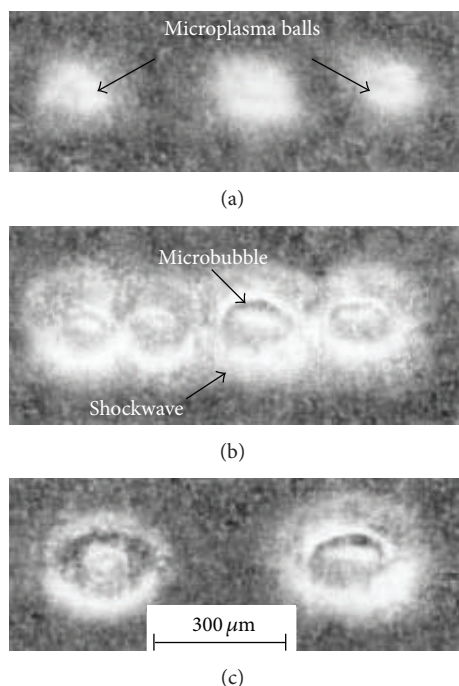 Microplasma balls
(a)
Microbubble
Shockwave
(b)
300 μm
(c)